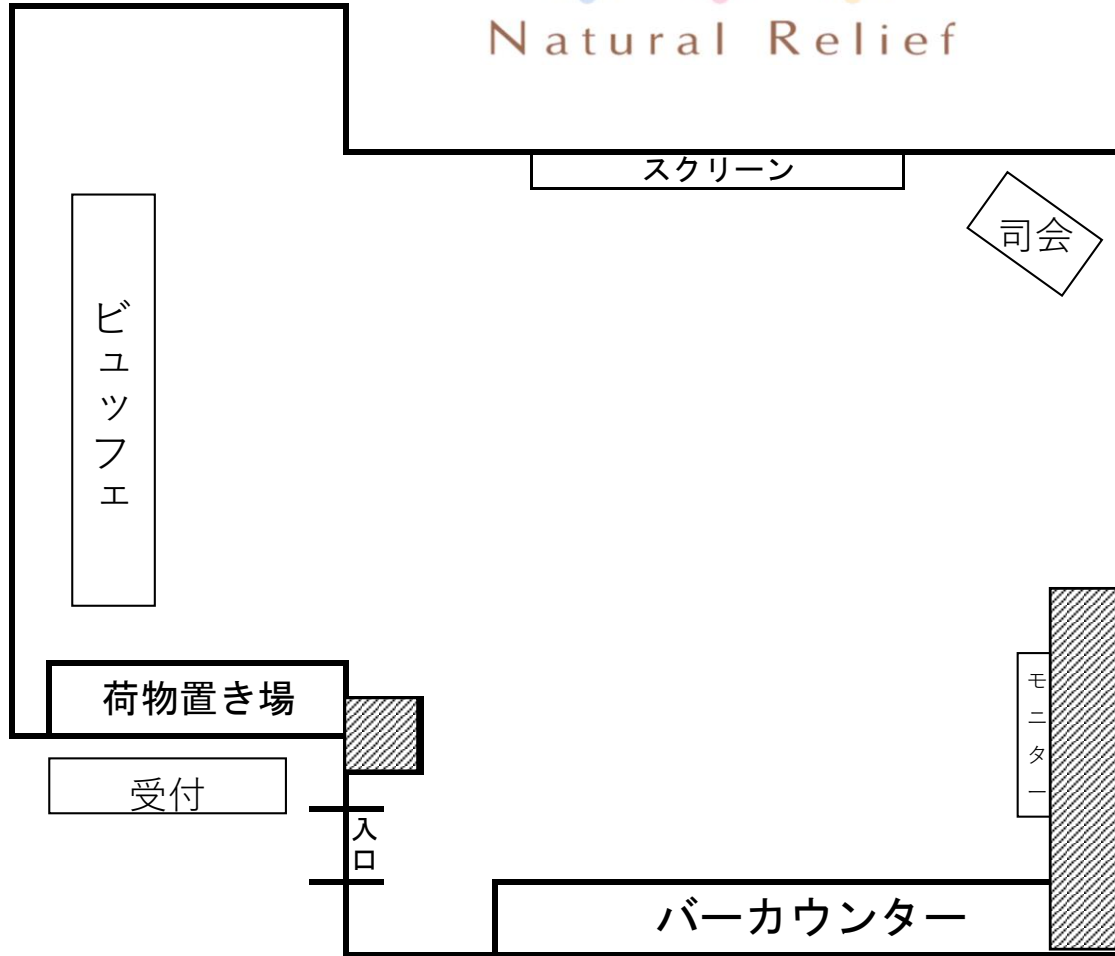 Natural Relief
スクリーン
司会
ビュッフェ
荷物置き場
モニター
受付
入口
バーカウンター